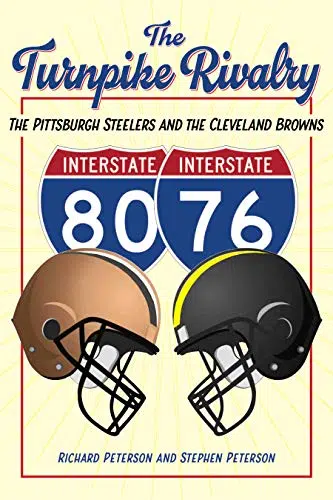 The
Turnpike Rivalry
The Pittsburgh Steelers and the Cleveland Browns
INTERSTATE INTERSTATE
80 76
Richard Peterson and Stephen Peterson